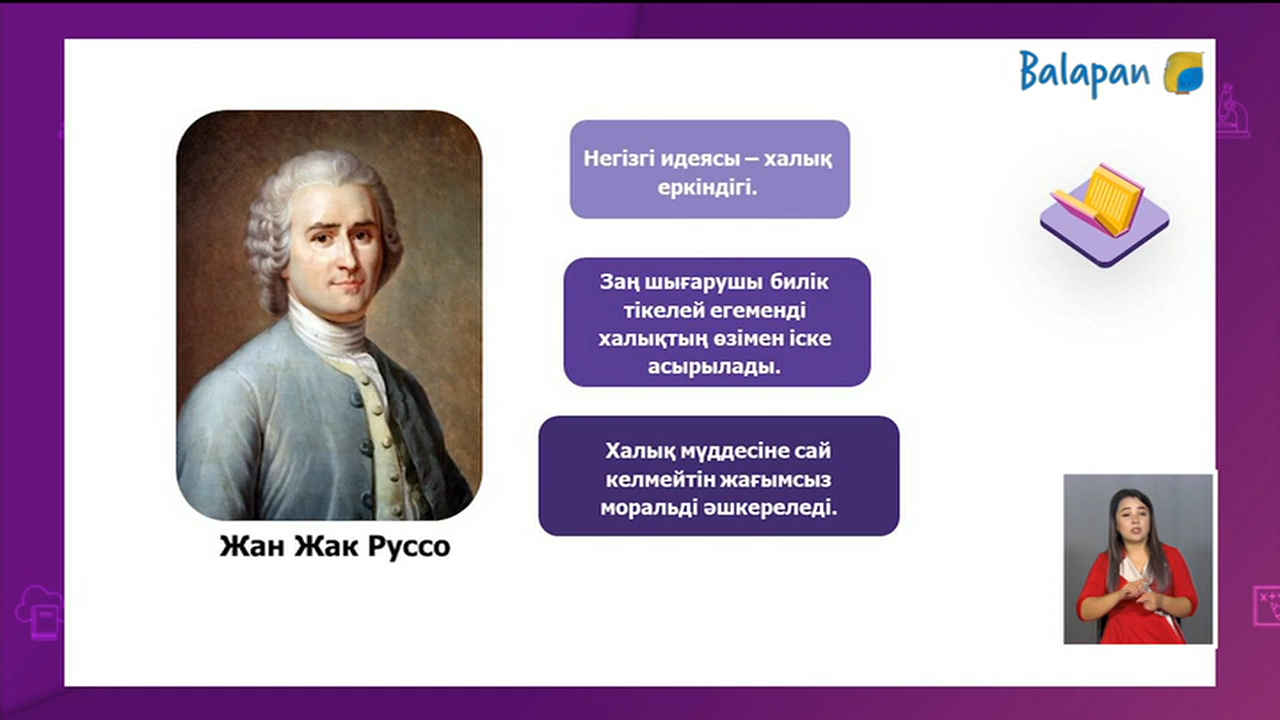 Balapan
Негізгі идеясы – халық
еркіндігі.
Заң шығарушы билік
тікелей егеменді
халықтың өзімен іске
асырылады.
Халық мүддесіне сай
келмейтін жағымсыз
моральді әшкереледі.
Жан Жак Руссо